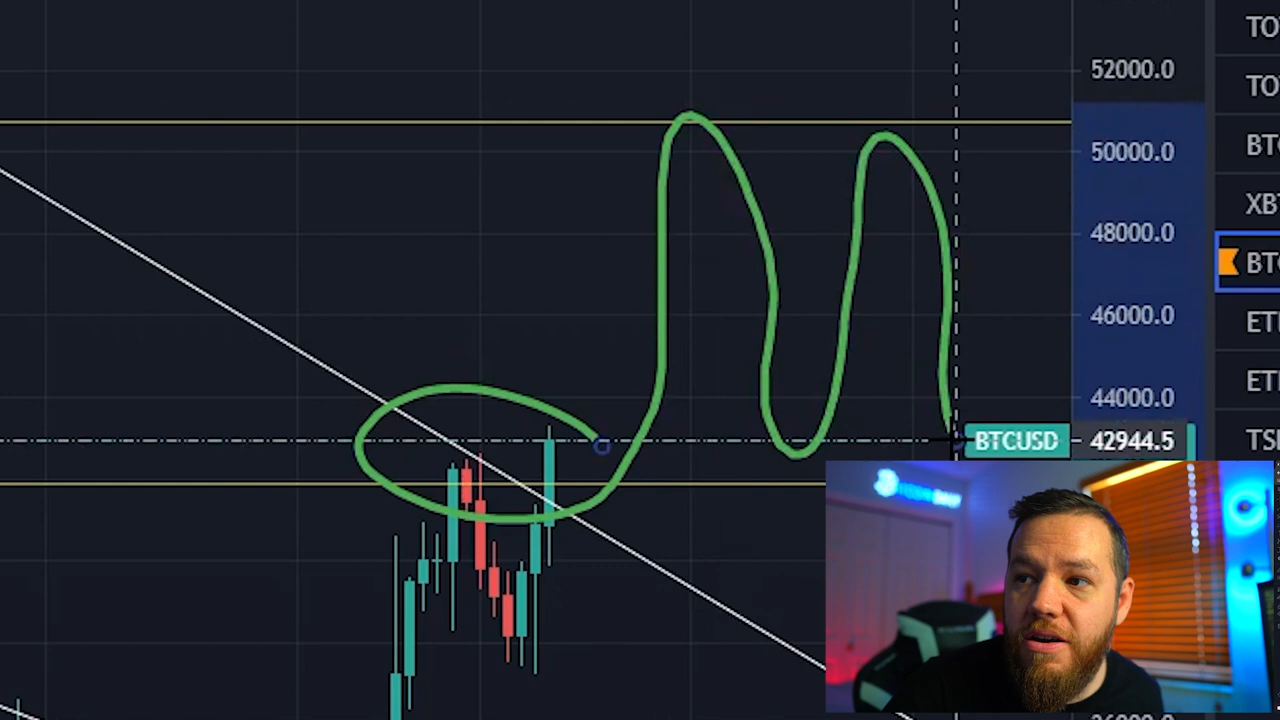 52000.0
50000.0
48000.0
46000.0
44000.0
BTCUSD
42944.5
TO
TO
BT
XB
BT
ET
ET
TS